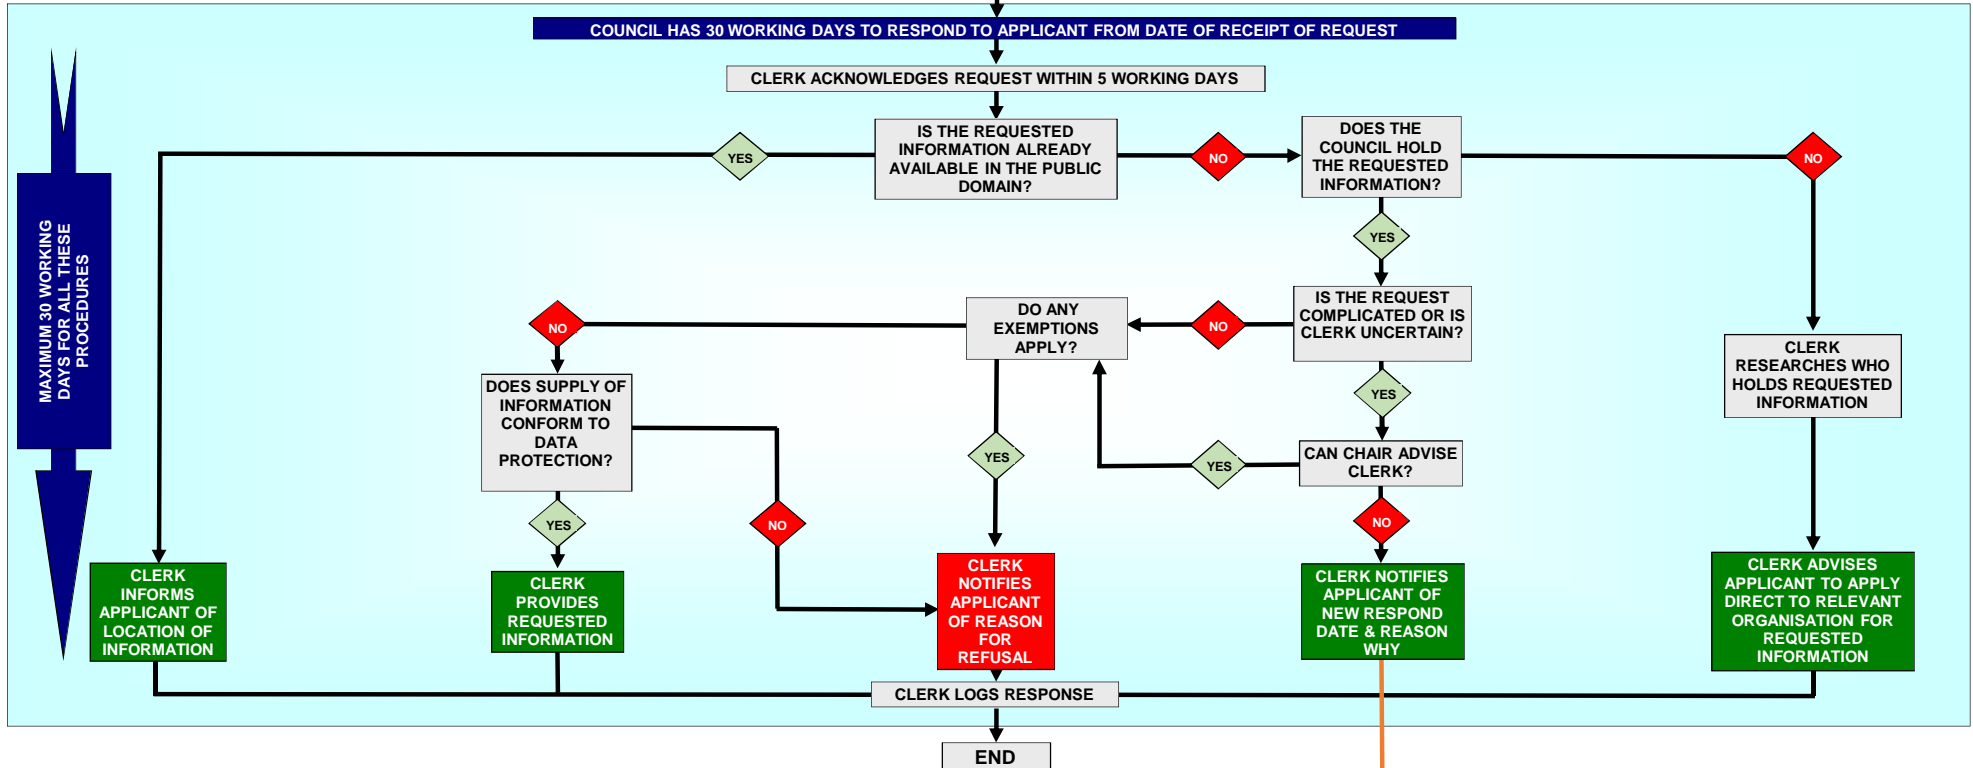 COUNCIL HAS 30 WORKING DAYS TO RESPOND TO APPLICANT FROM DATE OF RECEIPT OF REQUEST
CLERK ACKNOWLEDGES REQUEST WITHIN 5 WORKING DAYS
IS THE REQUESTED
INFORMATION ALREADY
AVAILABLE IN THE PUBLIC
DOMAIN?
YES
NO
DOES THE
COUNCIL HOLD
THE REQUESTED
INFORMATION?
NO
YES
MAXIMUM 30 WORKING
DAYS FOR ALL THESE
PROCEDURES
IS THE REQUEST
COMPLICATED OR IS
CLERK UNCERTAIN?
NO
DO ANY
EXEMPTIONS
APPLY?
NO
YES
CLERK
RESEARCHES WHO
HOLDS REQUESTED
INFORMATION
DOES SUPPLY OF
INFORMATION
CONFORM TO
DATA
PROTECTION?
YES
CAN CHAIR ADVISE
CLERK?
YES
YES
NO
NO
CLERK
INFORMS
APPLICANT OF
LOCATION OF
INFORMATION
CLERK
PROVIDES
REQUESTED
INFORMATION
CLERK
NOTIFIES
APPLICANT
OF REASON
FOR
REFUSAL
CLERK NOTIFIES
APPLICANT OF
NEW RESPOND
DATE & REASON
WHY
CLERK ADVISES
APPLICANT TO APPLY
DIRECT TO RELEVANT
ORGANISATION FOR
REQUESTED
INFORMATION
CLERK LOGS RESPONSE
END